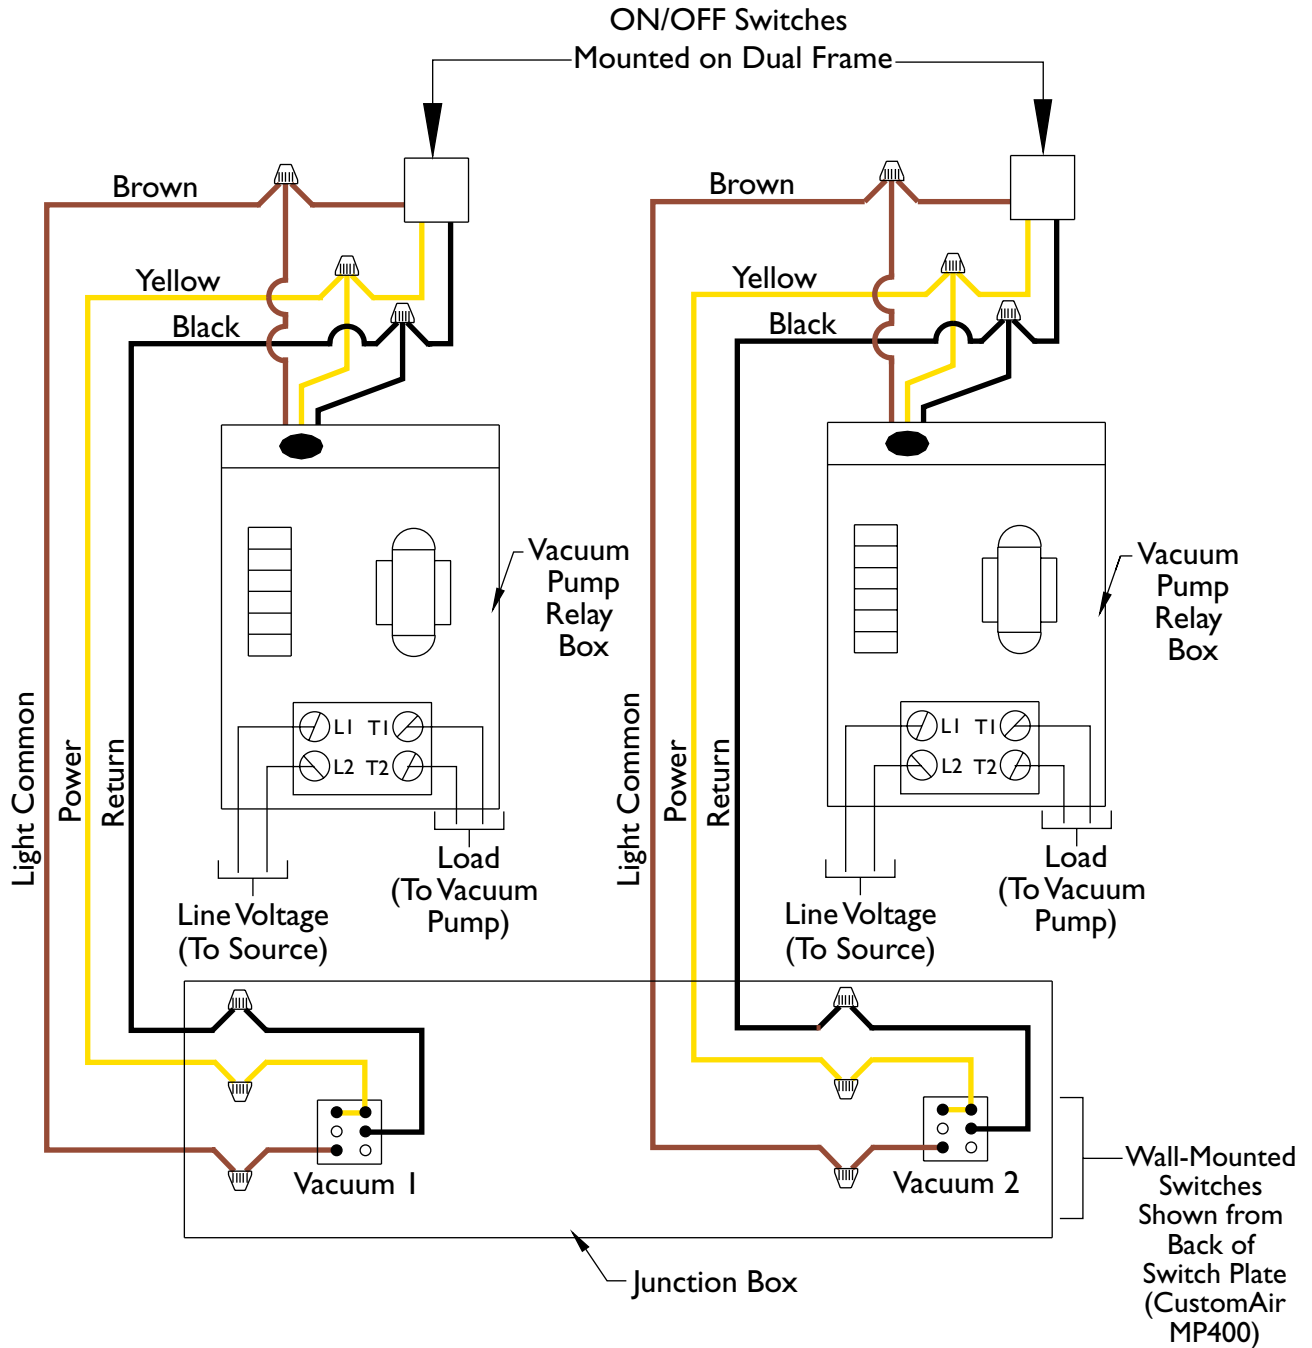 ON/OFF Switches
Mounted on Dual Frame
Brown
Yellow
Black
Brown
Yellow
Black
Vacuum
Pump
Relay
Box
Vacuum
Pump
Relay
Box
Light Common
Power
Return
L1 T1
L2 T2
Light Common
Power
Return
L1 T1
L2 T2
Line Voltage
(To Source)
Load
(To Vacuum
Pump)
Line Voltage
(To Source)
Load
(To Vacuum
Pump)
Vacuum 1
Vacuum 2
Wall-Mounted
Switches
Shown from
Back of
Switch Plate
(CustomAir
MP400)
Junction Box